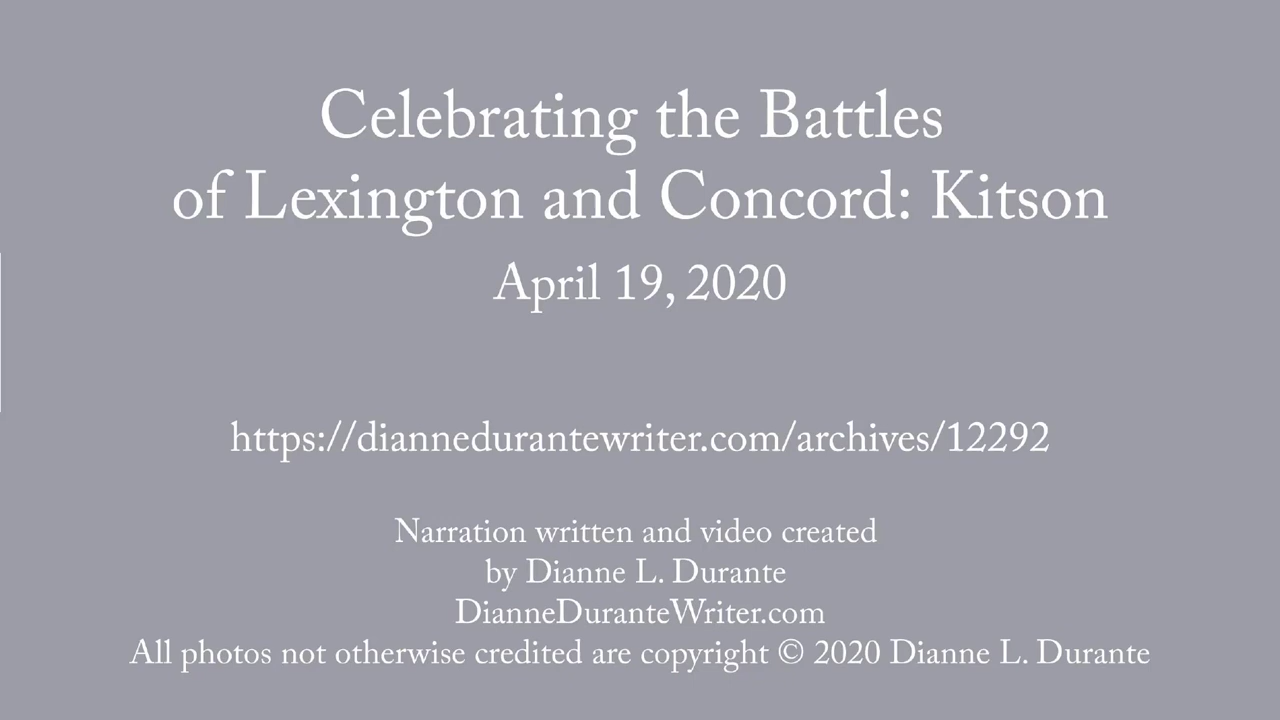 Celebrating the Battles
of Lexington and Concord: Kitson
April 19, 2020
https://diannedurantewriter.com/archives/12292
Narration written and video created
by Dianne L. Durante
DianneDuranteWriter.com
All photos not otherwise credited are copyright © 2020 Dianne L. Durante